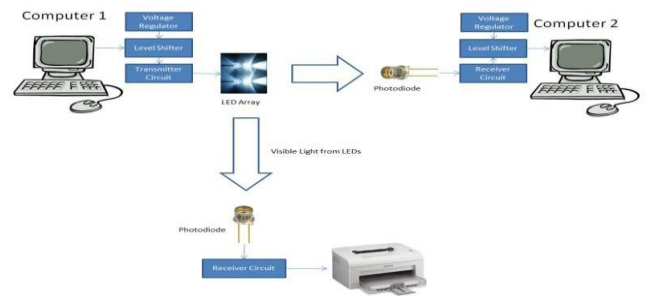 Computer 1
Voltage
Regulator
Level Shifter
Transmitter
Circuit
LED Array
Photodiode
Voltage
Regulator
Level Shifter
Receiver
Circuit
Computer 2
Visible Light from LEDs
Photodiode
Receiver Circuit